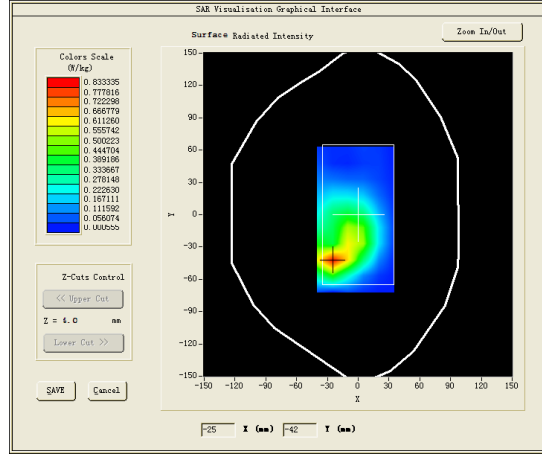 SAR Visualisation Graphical Interface
Surface Radiated Intensity
Zoom In/Out
Colors Scale
(W/kg)
0.833335
0.777816
0.722298
0.666779
0.611260
0.555742
0.500223
0.444704
0.389186
0.333667
0.278148
0.222630
0.167111
0.111592
0.056074
0.000555
Z-Cuts Control
<< Upper Cut
Z = 4.0 mm
Lower Cut >>
SAVE
Cancel
150
120
90
60
30
0
-30
-60
-90
-120
-150
Y
-150 -120 -90 -60 -30 0 30 60 90 120 150
X
-25 X (mm) -42 Y (mm)